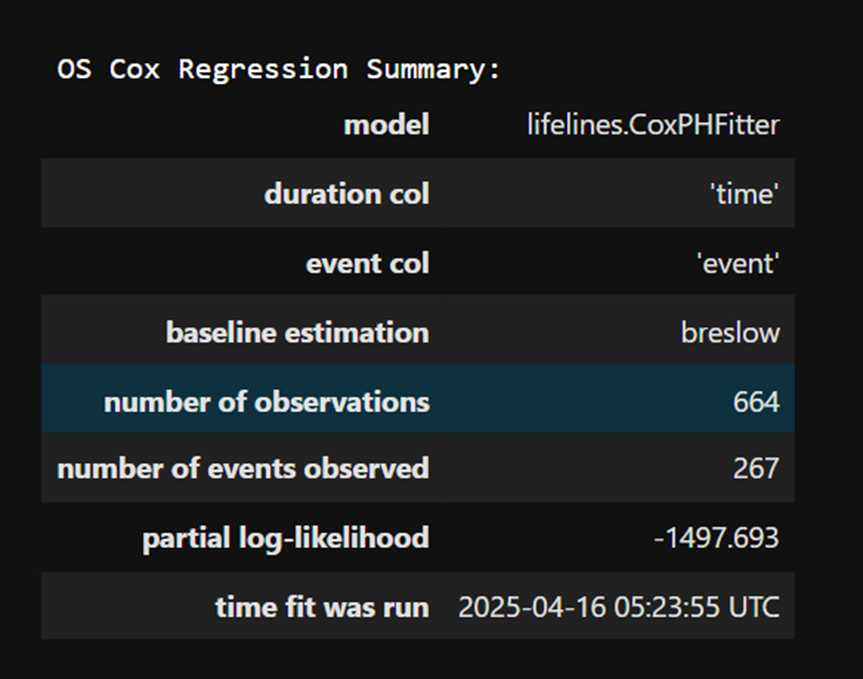 OS Cox Regression Summary:
model lifelines.CoxPHFitter
duration col 'time'
event col 'event'
baseline estimation breslow
number of observations 664
number of events observed 267
partial log-likelihood -1497.693
time fit was run 2025-04-16 05:23:55 UTC